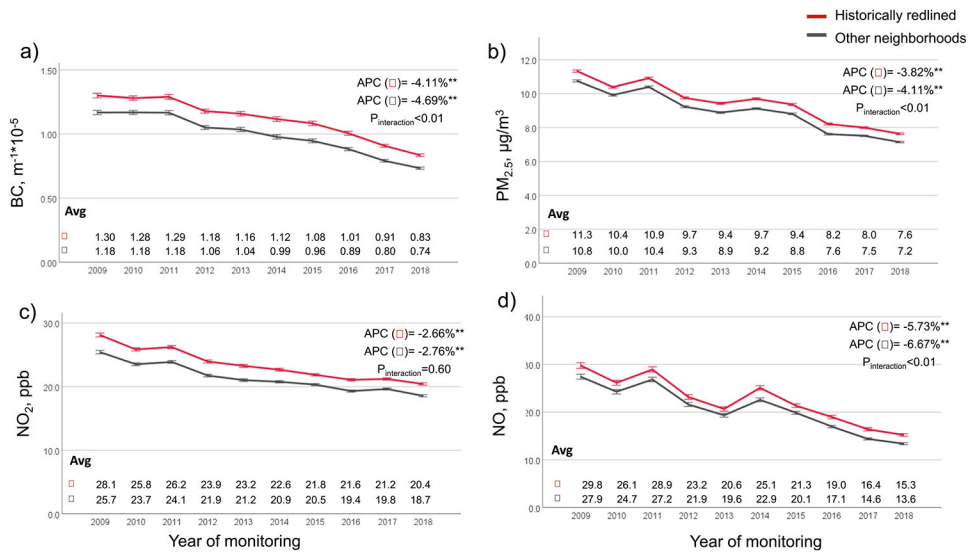 Historically redlined
Other neighborhoods
a)
APC (□)= -4.11%**
APC (□)= -4.69%**
Pinteraction<0.01
BC, m-1*10-5
1.50
1.00
0.50
0.00
Avg
□ 1.30 1.28 1.29 1.18 1.16 1.12 1.08 1.01 0.91 0.83
□ 1.18 1.18 1.18 1.06 1.04 0.99 0.96 0.89 0.80 0.74
2009 2010 2011 2012 2013 2014 2015 2016 2017 2018
b)
APC (□)= -3.82%**
APC (□)= -4.11%**
Pinteraction<0.01
PM2.5, µg/m3
12.0
10.0
8.0
6.0
4.0
2.0
0.0
Avg
□ 11.3 10.4 10.9 9.7 9.4 9.7 9.4 8.2 8.0 7.6
□ 10.8 10.0 10.4 9.3 8.9 9.2 8.8 7.6 7.5 7.2
2009 2010 2011 2012 2013 2014 2015 2016 2017 2018
c)
APC (□)= -2.66%**
APC (□)= -2.76%**
Pinteraction=0.60
NO2, ppb
30.0
20.0
10.0
0.0
Avg
□ 28.1 25.8 26.2 23.9 23.2 22.6 21.8 21.6 21.2 20.4
□ 25.7 23.7 24.1 21.9 21.2 20.9 20.5 19.4 19.8 18.7
2009 2010 2011 2012 2013 2014 2015 2016 2017 2018
Year of monitoring
d)
APC (□)= -5.73%**
APC (□)= -6.67%**
Pinteraction<0.01
NO, ppb
40.0
30.0
20.0
10.0
0.0
Avg
□ 29.8 26.1 28.9 23.2 20.6 25.1 21.3 19.0 16.4 15.3
□ 27.9 24.7 27.2 21.9 19.6 22.9 20.1 17.1 14.6 13.6
2009 2010 2011 2012 2013 2014 2015 2016 2017 2018
Year of monitoring